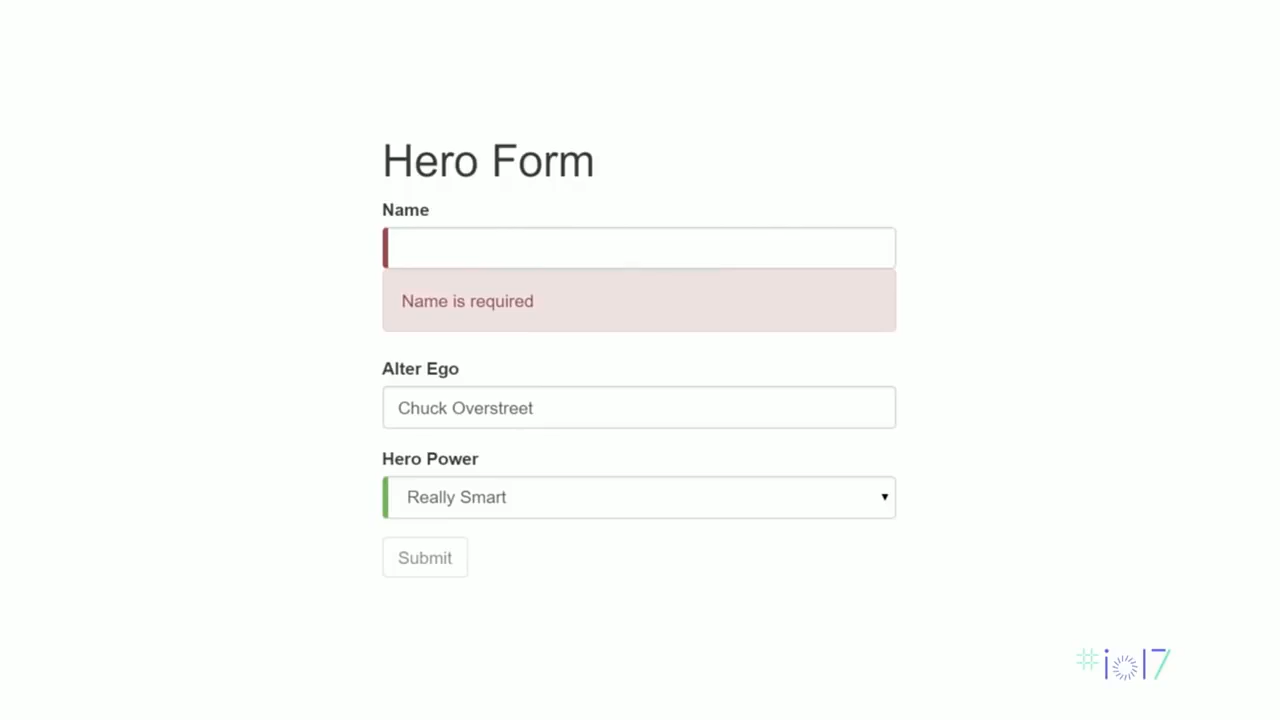 Hero Form
Name
Name is required
Alter Ego
Chuck Overstreet
Hero Power
Really Smart
Submit
#io17